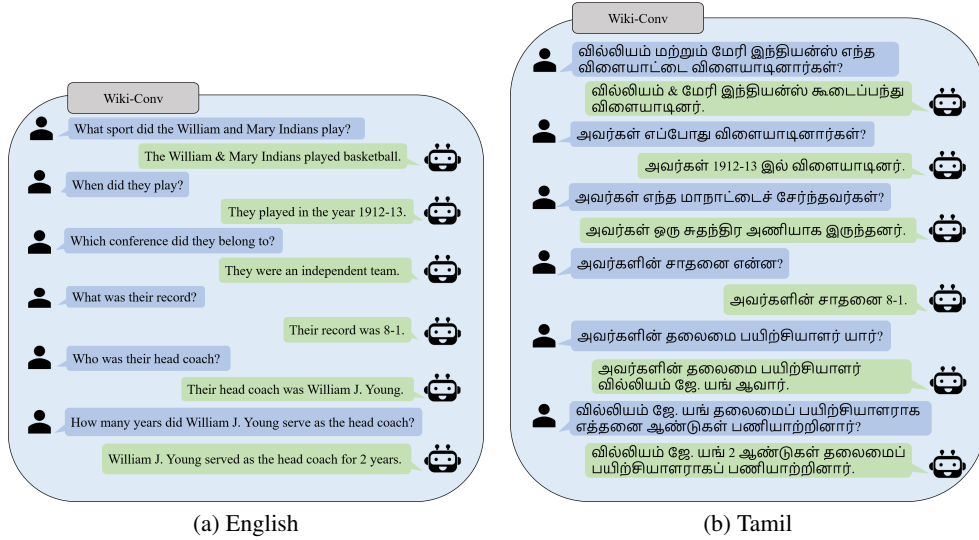 Wiki-Conv
What sport did the William and Mary Indians play?
The William & Mary Indians played basketball.
When did they play?
They played in the year 1912-13.
Which conference did they belong to?
They were an independent team.
What was their record?
Their record was 8-1.
Who was their head coach?
Their head coach was William J. Young.
How many years did William J. Young serve as the head coach?
William J. Young served as the head coach for 2 years.
(a) English
Wiki-Conv
வில்லியம் மற்றும் மேரி இந்தியன்ஸ் எந்த
விளையாட்டை விளையாடினார்கள்?
வில்லியம் & மேரி இந்தியன்ஸ் கூடைப்பந்து
விளையாடினர்.
அவர்கள் எப்போது விளையாடினார்கள்?
அவர்கள் 1912-13 இல் விளையாடினர்.
அவர்கள் எந்த மாநாட்டைச் சேர்ந்தவர்கள்?
அவர்கள் ஒரு சுதந்திர அணியாக இருந்தனர்.
அவர்களின் சாதனை என்ன?
அவர்களின் சாதனை 8-1.
அவர்களின் தலைமை பயிற்சியாளர் யார்?
அவர்களின் தலைமை பயிற்சியாளர்
வில்லியம் ஜே. யங் ஆவார்.
வில்லியம் ஜே. யங் தலைமைப் பயிற்சியாளராக
எத்தனை ஆண்டுகள் பணியாற்றினார்?
வில்லியம் ஜே. யங் 2 ஆண்டுகள் தலைமைப்
பயிற்சியாளராகப் பணியாற்றினார்.
(b) Tamil